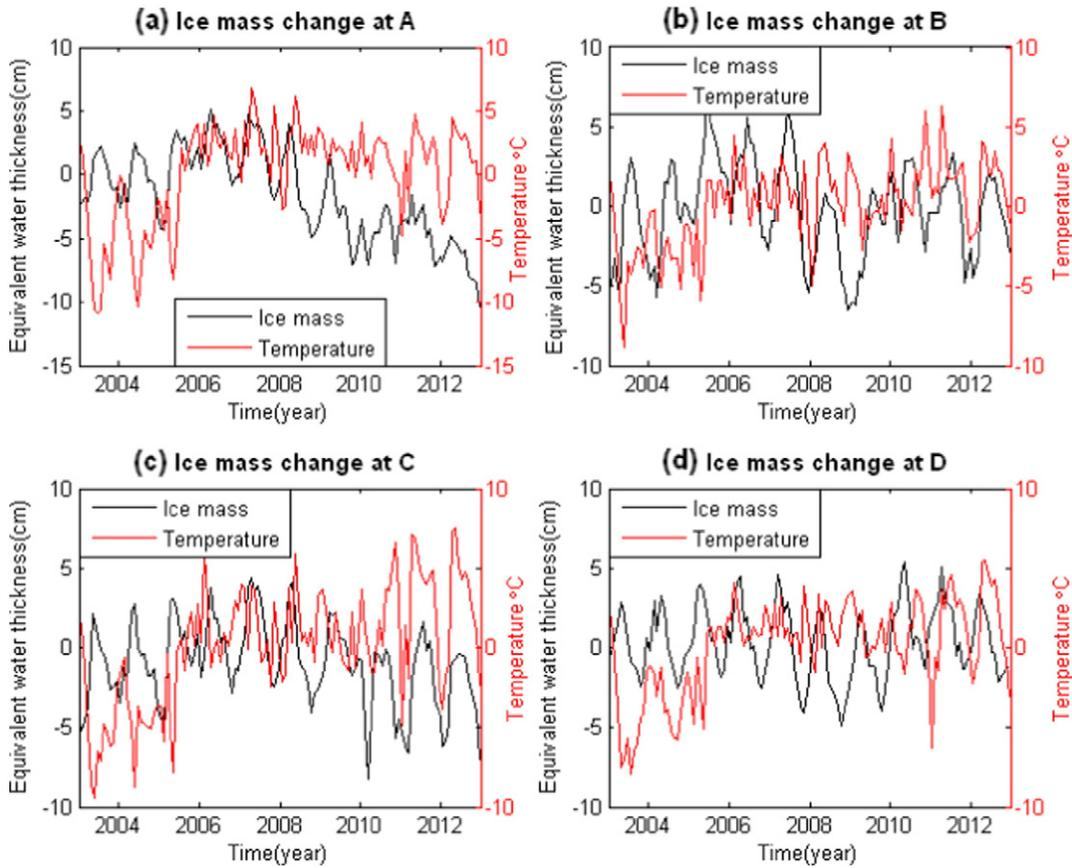 (a) Ice mass change at A
Equivalent water thickness(cm)
10
5
0
-5
-10
-15
Ice mass
Temperature
10
5
0
-5
-10
-15
Temperature °C
2004 2006 2008 2010 2012
Time(year)
(b) Ice mass change at B
Equivalent water thickness(cm)
10
5
0
-5
-10
Ice mass
Temperature
10
5
0
-5
-10
Temperature °C
2004 2006 2008 2010 2012
Time(year)
(c) Ice mass change at C
Equivalent water thickness(cm)
10
5
0
-5
-10
Ice mass
Temperature
10
5
0
-5
-10
Temperature °C
2004 2006 2008 2010 2012
Time(year)
(d) Ice mass change at D
Equivalent water thickness(cm)
10
5
0
-5
-10
Ice mass
Temperature
10
5
0
-5
-10
Temperature °C
2004 2006 2008 2010 2012
Time(year)